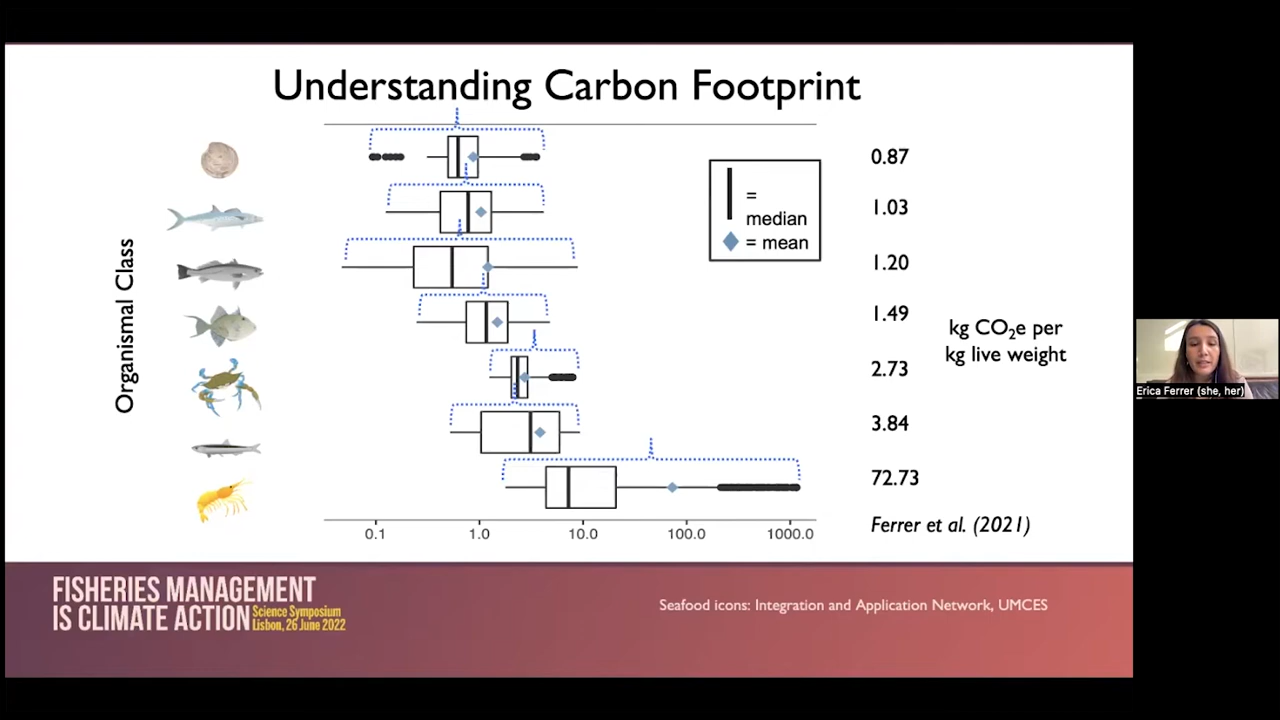 Understanding Carbon Footprint
Organismal Class
=
median
= mean
0.87
1.03
1.20
1.49
2.73
3.84
72.73
kg CO₂e per
kg live weight
0.1 1.0 10.0 100.0 1000.0
Ferrer et al. (2021)
Erica Ferrer (she, her)
FISHERIES MANAGEMENT
IS CLIMATE ACTION
Science Symposium
Lisbon, 26 June 2022
Seafood icons: Integration and Application Network, UMCES